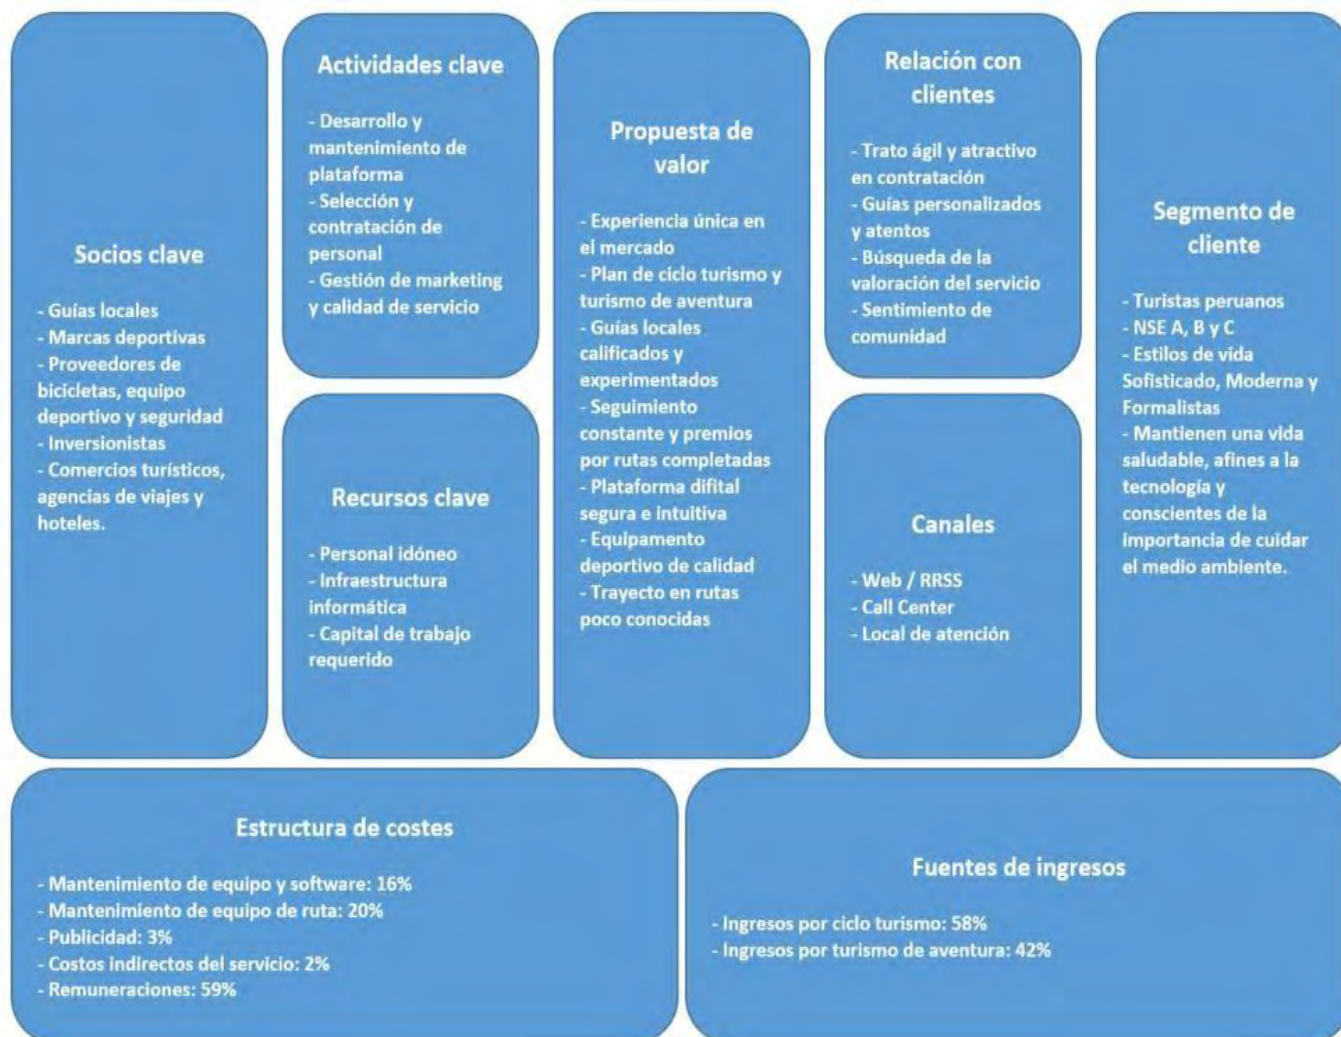 Socios clave
- Guías locales
- Marcas deportivas
- Proveedores de
bicicletas, equipo
deportivo y seguridad
- Inversionistas
- Comercios turísticos,
agencias de viajes y
hoteles.
Actividades clave
- Desarrollo y
mantenimiento de
plataforma
- Selección y
contratación de
personal
- Gestión de marketing
y calidad de servicio
Recursos clave
- Personal idóneo
- Infraestructura
informática
- Capital de trabajo
requerido
Propuesta de
valor
- Experiencia única en
el mercado
- Plan de ciclo turismo y
turismo de aventura
- Guías locales
calificados y
experimentados
- Seguimiento
constante y premios
por rutas completadas
- Plataforma difital
segura e intuitiva
- Equipamento
deportivo de calidad
- Trayecto en rutas
poco conocidas
Relación con
clientes
- Trato ágil y atractivo
en contratación
- Guías personalizados
y atentos
- Búsqueda de la
valoración del servicio
- Sentimiento de
comunidad
Canales
- Web / RRSS
- Call Center
- Local de atención
Segmento de
cliente
- Turistas peruanos
- NSE A, B y C
- Estilos de vida
Sofisticado, Moderna y
Formalistas
- Mantienen una vida
saludable, afines a la
tecnología y
conscientes de la
importancia de cuidar
el medio ambiente.
Estructura de costes
- Mantenimiento de equipo y software: 16%
- Mantenimiento de equipo de ruta: 20%
- Publicidad: 3%
- Costos indirectos del servicio: 2%
- Remuneraciones: 59%
Fuentes de ingresos
- Ingresos por ciclo turismo: 58%
- Ingresos por turismo de aventura: 42%